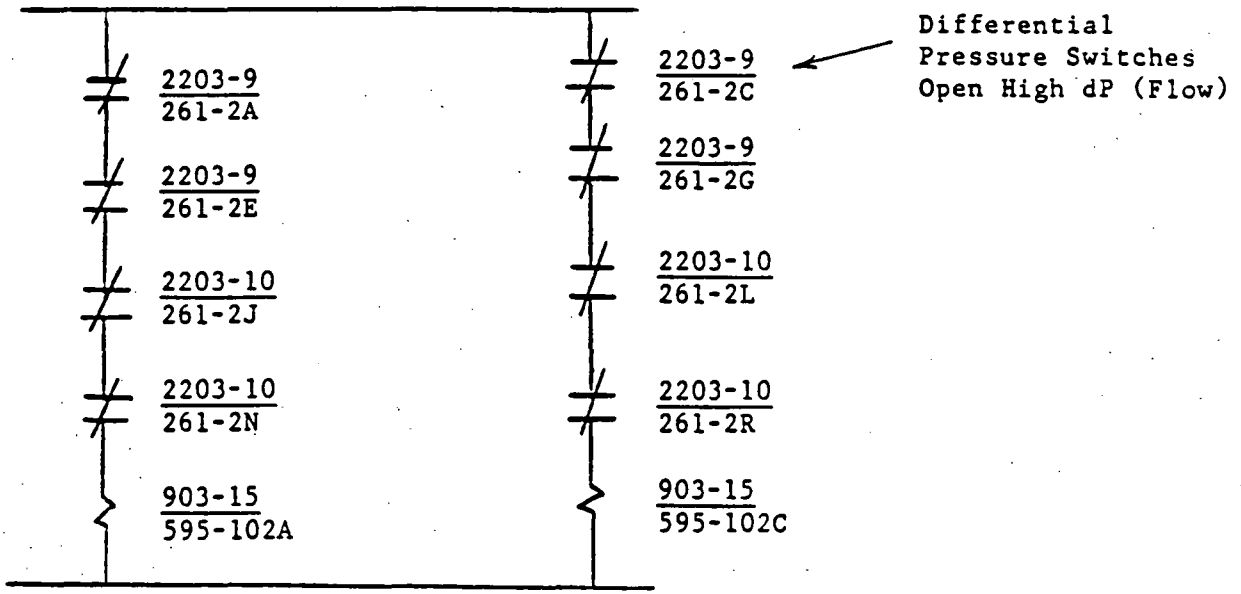 2203-9
261-2A
2203-9
261-2E
2203-10
261-2J
2203-10
261-2N
903-15
595-102A
2203-9
261-2C
2203-9
261-2G
2203-10
261-2L
2203-10
261-2R
903-15
595-102C
Differential
Pressure Switches
Open High dP (Flow)